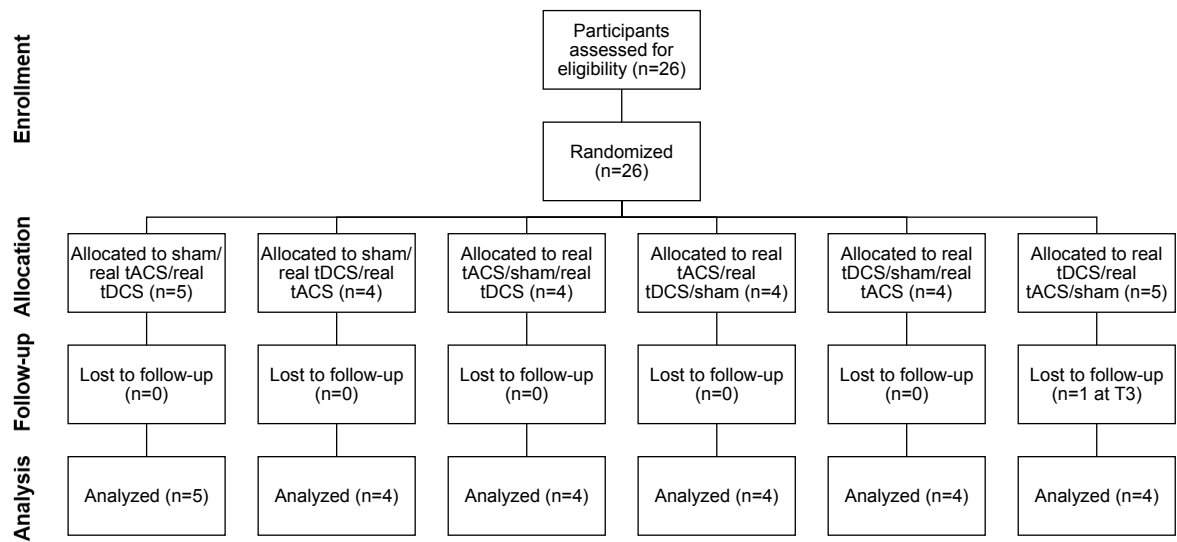 Enrollment
Participants
assessed for
eligibility (n=26)
Randomized
(n=26)
Allocation
Allocated to sham/
real tACS/real
tDCS (n=5)
Allocated to sham/
real tDCS/real
tACS (n=4)
Allocated to real
tACS/sham/real
tDCS (n=4)
Allocated to real
tACS/real
tDCS/sham (n=4)
Allocated to real
tDCS/sham/real
tACS (n=4)
Allocated to real
tDCS/real
tACS/sham (n=5)
Follow-up
Lost to follow-up
(n=0)
Lost to follow-up
(n=0)
Lost to follow-up
(n=0)
Lost to follow-up
(n=0)
Lost to follow-up
(n=0)
Lost to follow-up
(n=1 at T3)
Analysis
Analyzed (n=5)
Analyzed (n=4)
Analyzed (n=4)
Analyzed (n=4)
Analyzed (n=4)
Analyzed (n=4)